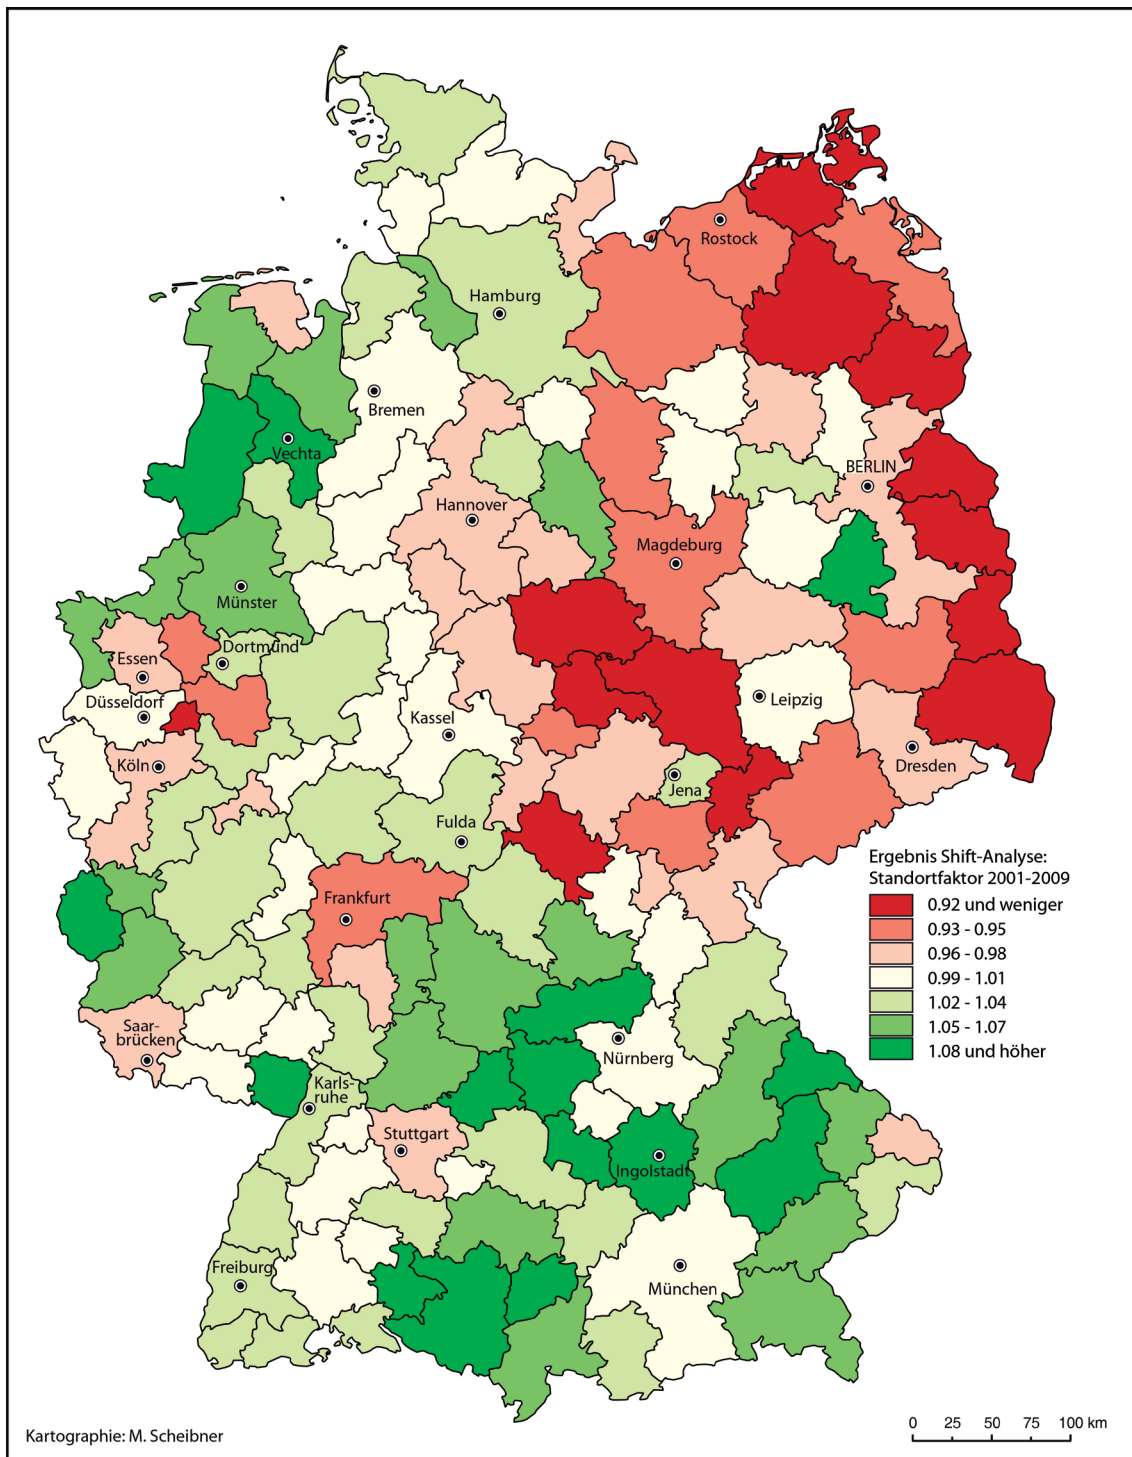 Rostock
Hamburg
Bremen
Vechta
BERLIN
Hannover
Magdeburg
Münster
Dortmund
Essen
Düsseldorf
Leipzig
Kassel
Köln
Dresden
Jena
Fulda
Frankfurt
Saar-
brücken
Nürnberg
Karls-
ruhe
Stuttgart
Ingolstadt
Freiburg
München
Ergebnis Shift-Analyse:
Standortfaktor 2001-2009
0.92 und weniger
0.93 - 0.95
0.96 - 0.98
0.99 - 1.01
1.02 - 1.04
1.05 - 1.07
1.08 und höher
Kartographie: M. Scheibner
0 25 50 75 100 km